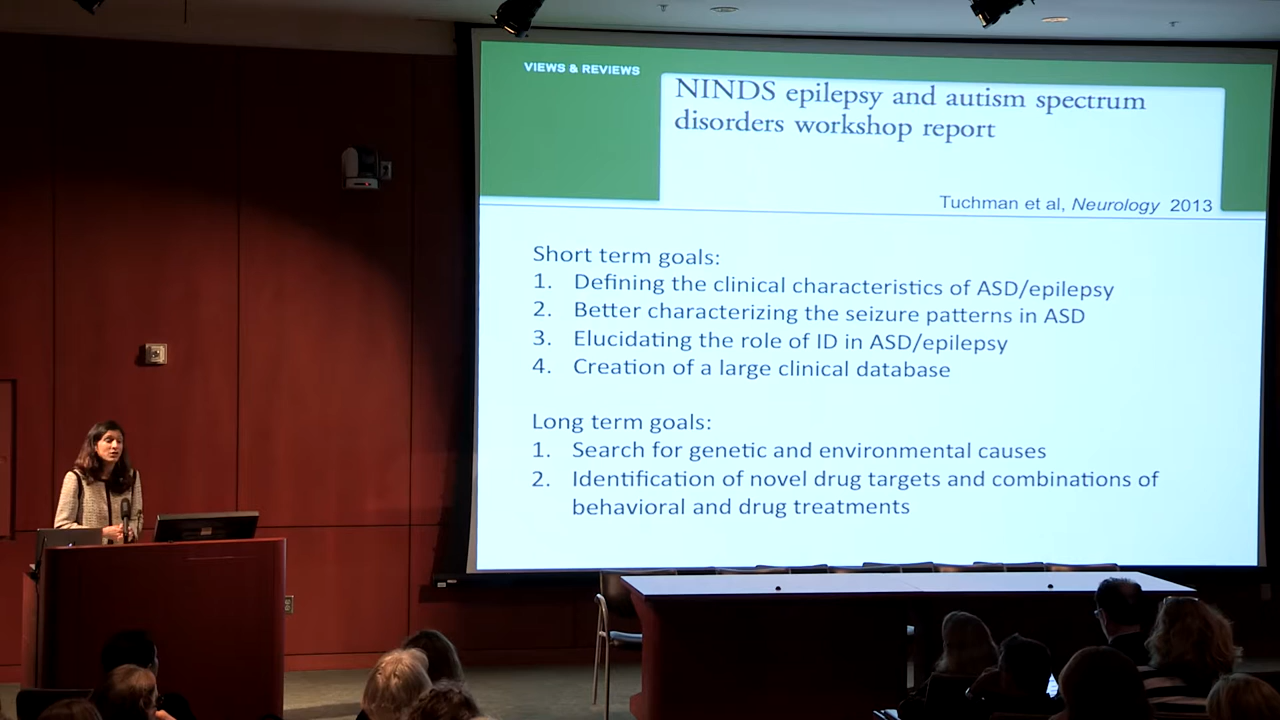 VIEWS & REVIEWS
NINDS epilepsy and autism spectrum
disorders workshop report
Tuchman et al, Neurology 2013
Short term goals:
1. Defining the clinical characteristics of ASD/epilepsy
2. Better characterizing the seizure patterns in ASD
3. Elucidating the role of ID in ASD/epilepsy
4. Creation of a large clinical database
Long term goals:
1. Search for genetic and environmental causes
2. Identification of novel drug targets and combinations of
behavioral and drug treatments